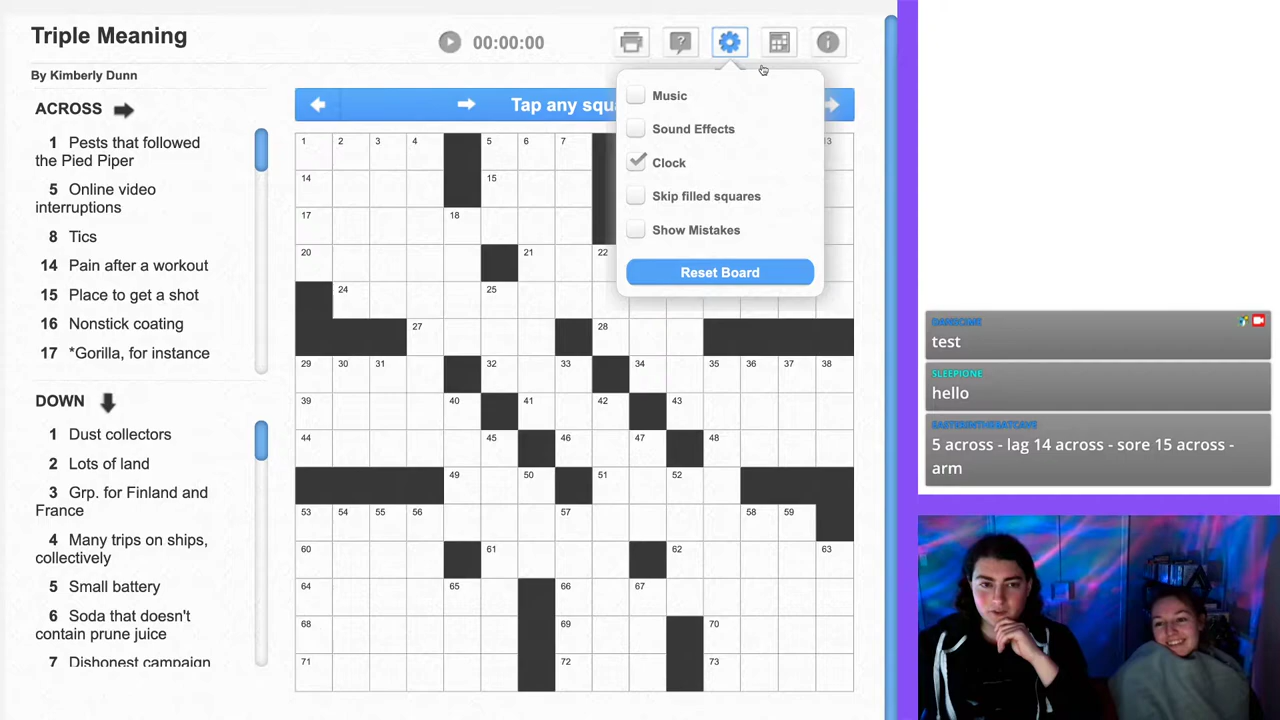 Triple Meaning
00:00:00
By Kimberly Dunn
ACROSS
Tap any squ
1 Pests that followed
the Pied Piper
5 Online video
interruptions
8 Tics
14 Pain after a workout
15 Place to get a shot
16 Nonstick coating
17 *Gorilla, for instance
DOWN
1 Dust collectors
2 Lots of land
3 Grp. for Finland and
France
4 Many trips on ships,
collectively
5 Small battery
6 Soda that doesn't
contain prune juice
7 Dishonest campaign
Music
Sound Effects
Clock
Skip filled squares
Show Mistakes
Reset Board
1 2 3 4 5 6 7 13
14 15
17 18
20 21 22
24 25
27 28
29 30 31 32 33 34 35 36 37 38
39 40 41 42 43
44 45 46 47 48
49 50 51 52
53 54 55 56 57 58 59
60 61 62 63
64 65 66 67
68 69 70
71 72 73
test
SLEEPIONE
hello
5 across - lag 14 across - sore 15 across -
arm